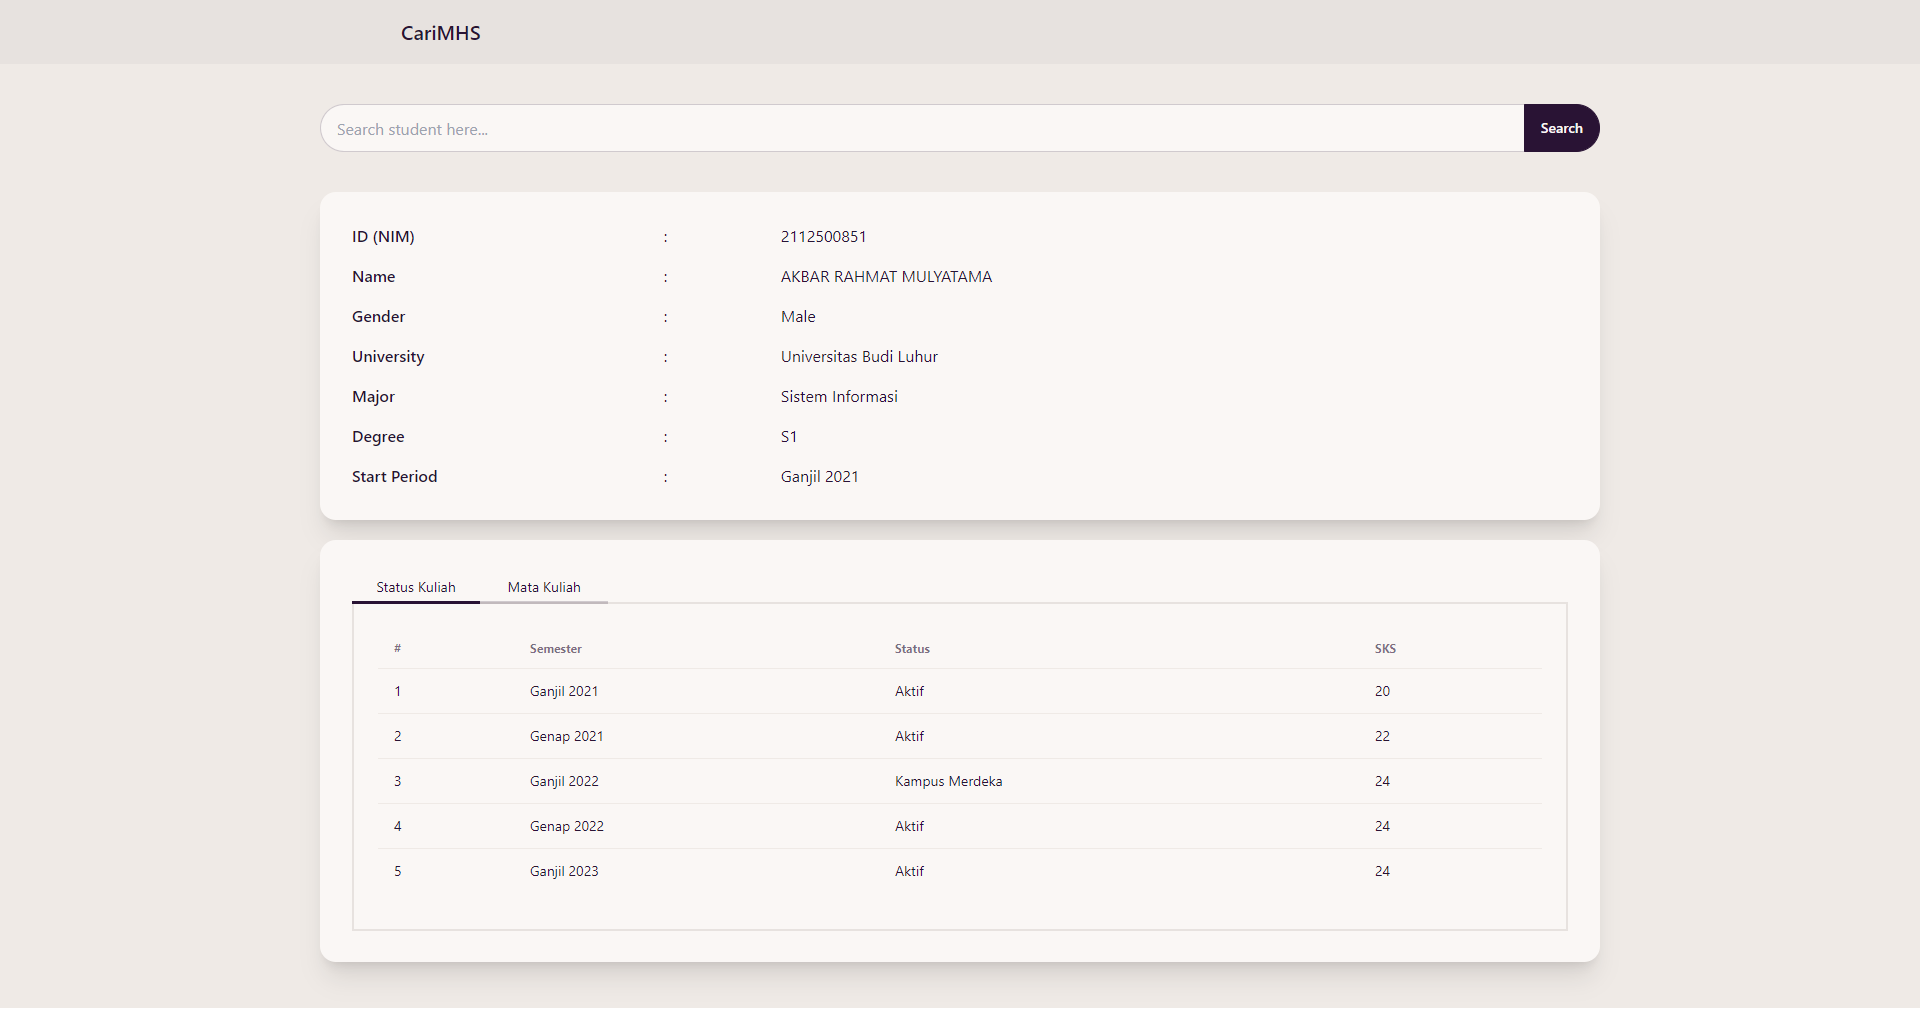 CariMHS
Search student here...
Search
ID (NIM) : 2112500851
Name : AKBAR RAHMAT MULYATAMA
Gender : Male
University : Universitas Budi Luhur
Major : Sistem Informasi
Degree : S1
Start Period : Ganjil 2021
Status Kuliah Mata Kuliah
# Semester Status SKS
1 Ganjil 2021 Aktif 20
2 Genap 2021 Aktif 22
3 Ganjil 2022 Kampus Merdeka 24
4 Genap 2022 Aktif 24
5 Ganjil 2023 Aktif 24